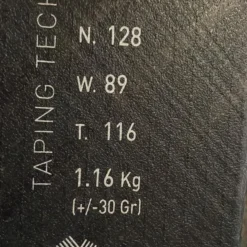 TAPING TECH
N. 128
W. 89
T. 116
1.16 Kg
(+/-30 Gr)